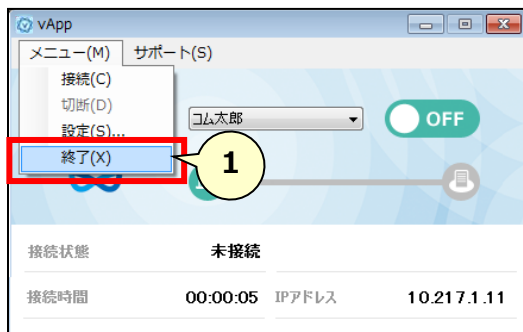 vApp
メニュー(M) サポート(S)
接続(C)
切断(D)
設定(S)...
終了(X)
1
コム太郎
OFF
接続状態 未接続
接続時間 00:00:05 IPアドレス 10.217.1.11